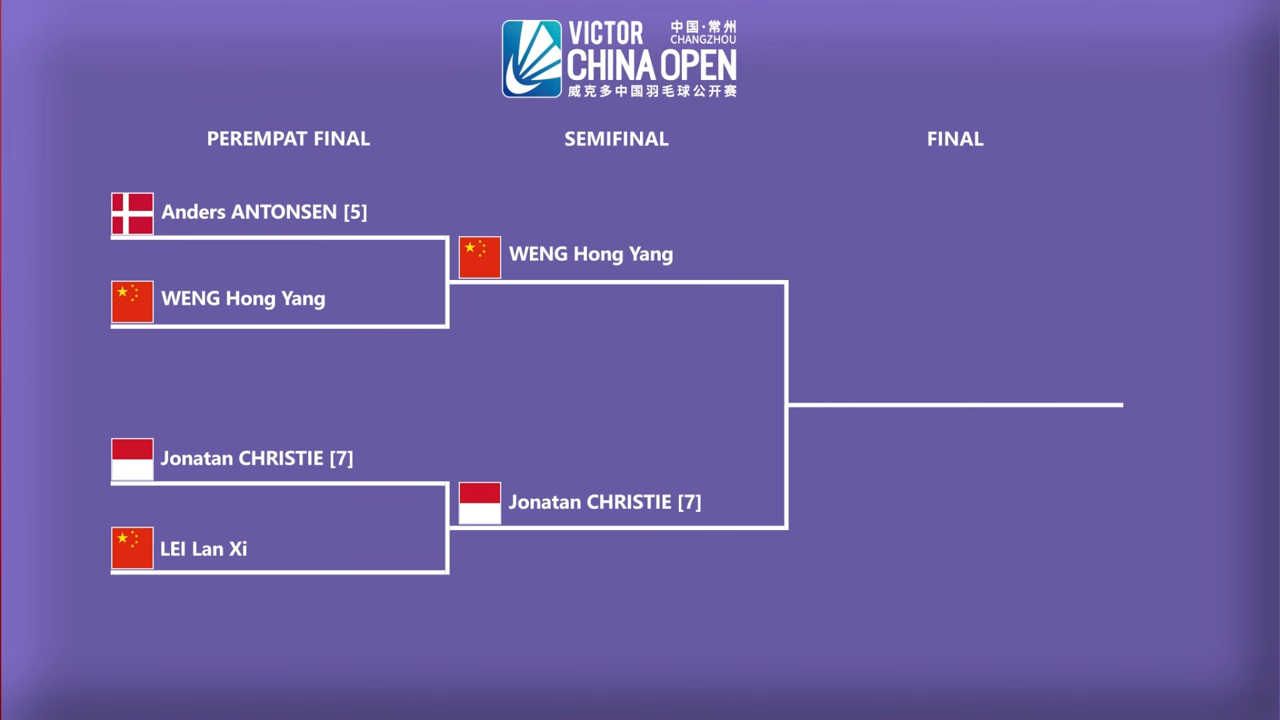 VICTOR
中国·常州
CHANGZHOU
CHINA OPEN
威克多中国羽毛球公开赛
PEREMPAT FINAL
SEMIFINAL
FINAL
Anders ANTONSEN [5]
WENG Hong Yang
WENG Hong Yang
Jonatan CHRISTIE [7]
Jonatan CHRISTIE [7]
LEI Lan Xi